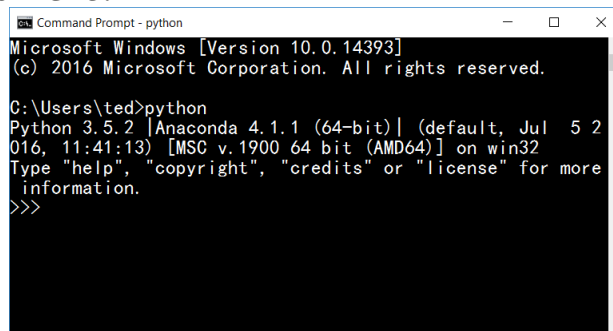 Command Prompt - python
Microsoft Windows [Version 10.0.14393]
(c) 2016 Microsoft Corporation. All rights reserved.
C:\Users\ted>python
Python 3.5.2 |Anaconda 4.1.1 (64-bit)| (default, Jul  5 2
016, 11:41:13) [MSC v.1900 64 bit (AMD64)] on win32
Type "help", "copyright", "credits" or "license" for more
 information.
>>>